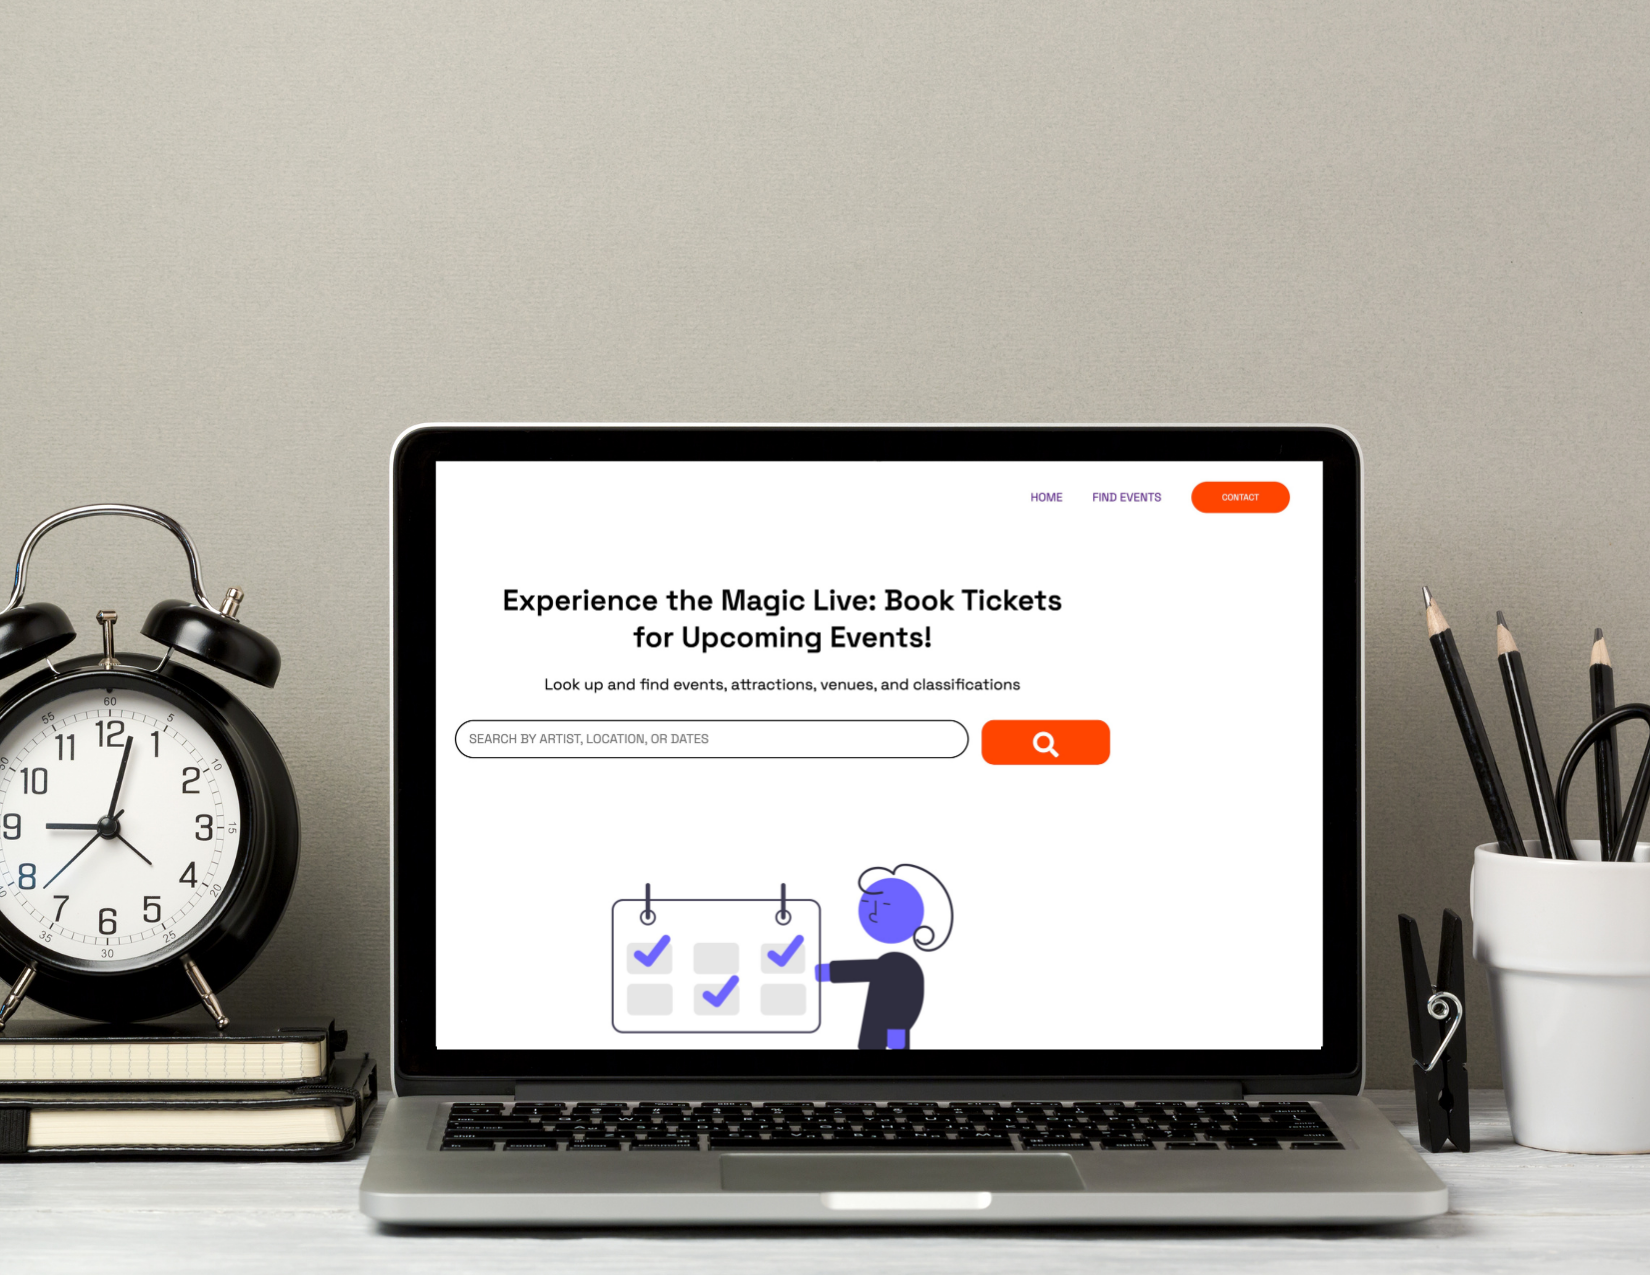 HOME FIND EVENTS CONTACT
Experience the Magic Live: Book Tickets
for Upcoming Events!
Look up and find events, attractions, venues, and classifications
SEARCH BY ARTIST, LOCATION, OR DATES
60
55 5
12
11 1
10 2
10
9 3 15
8 4
20
7 5
6
35 25
30